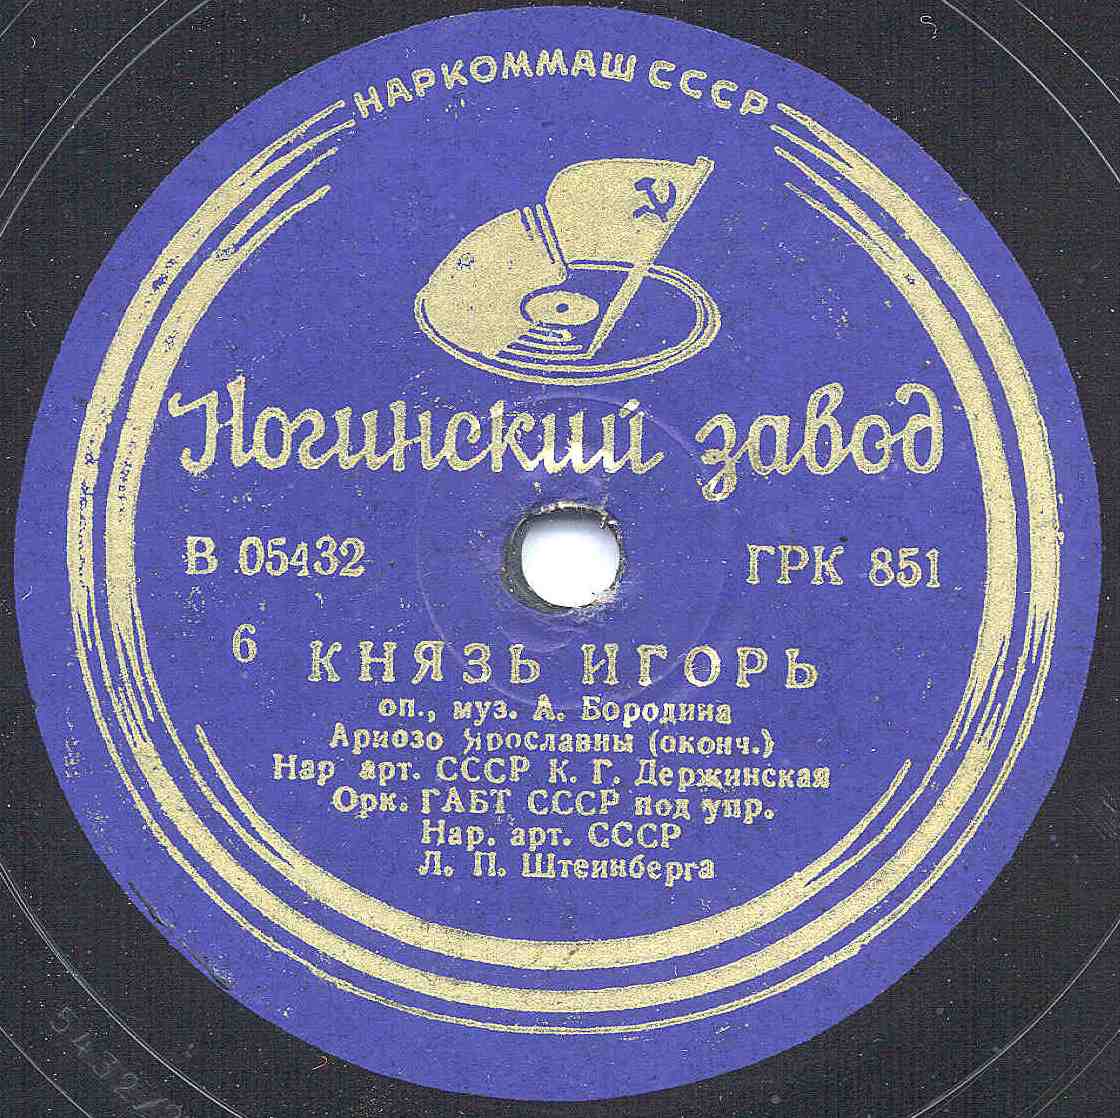 НАРКОММАШ СССР
Ногинский завод
В 05432
ГРК 851
6 КНЯЗЬ ИГОРЬ
оп., муз. А. Бородина
Ариозо Ярославны (оконч.)
Нар арт. СССР К. Г. Держинская
Орк. ГАБТ СССР под упр.
Нар. арт. СССР
Л. П. Штейнберга